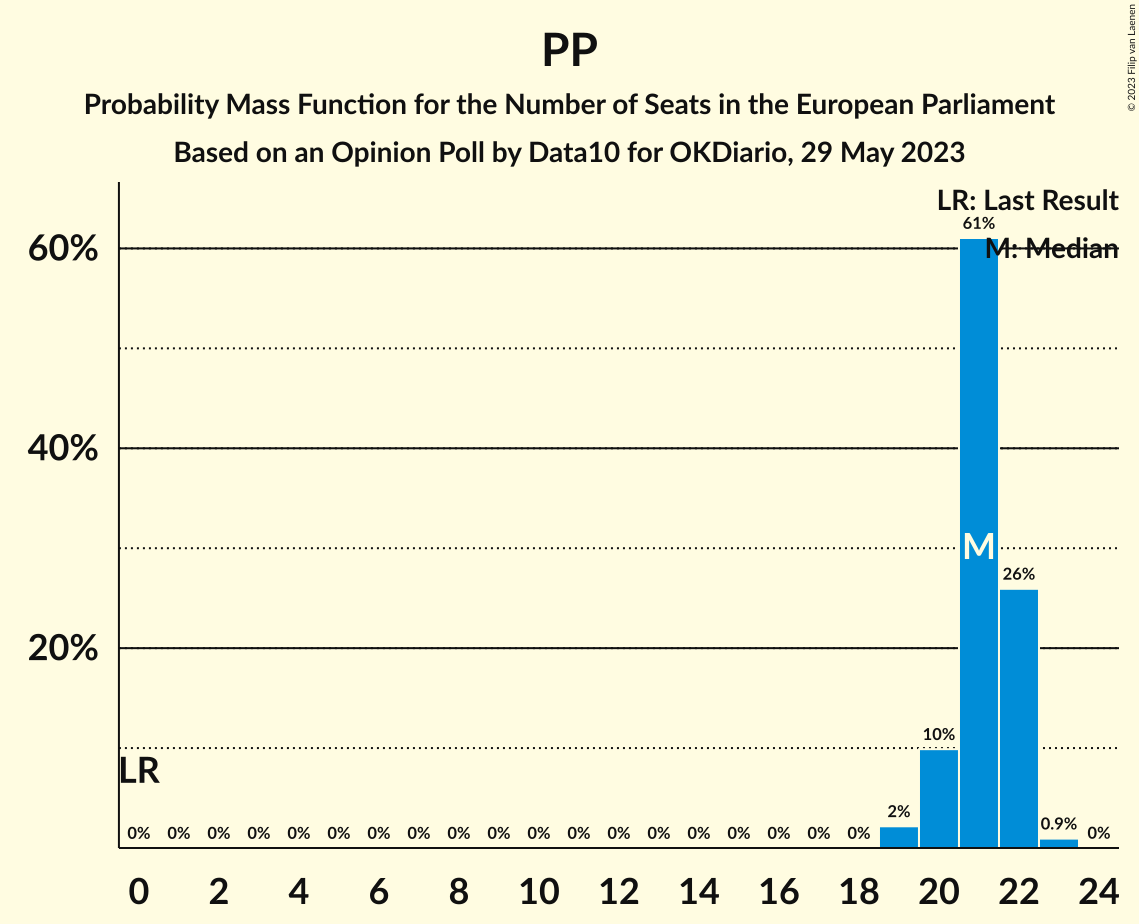 PP
Probability Mass Function for the Number of Seats in the European Parliament
Based on an Opinion Poll by Data10 for OKDiario, 29 May 2023
© 2023 Filip van Laenen
LR: Last Result
M: Median
60%
40%
20%
61%
M
26%
10%
LR
2%
0.9%
0% 0% 0% 0% 0% 0% 0% 0% 0% 0% 0% 0% 0% 0% 0% 0% 0% 0% 0% 0%
0 2 4 6 8 10 12 14 16 18 20 22 24